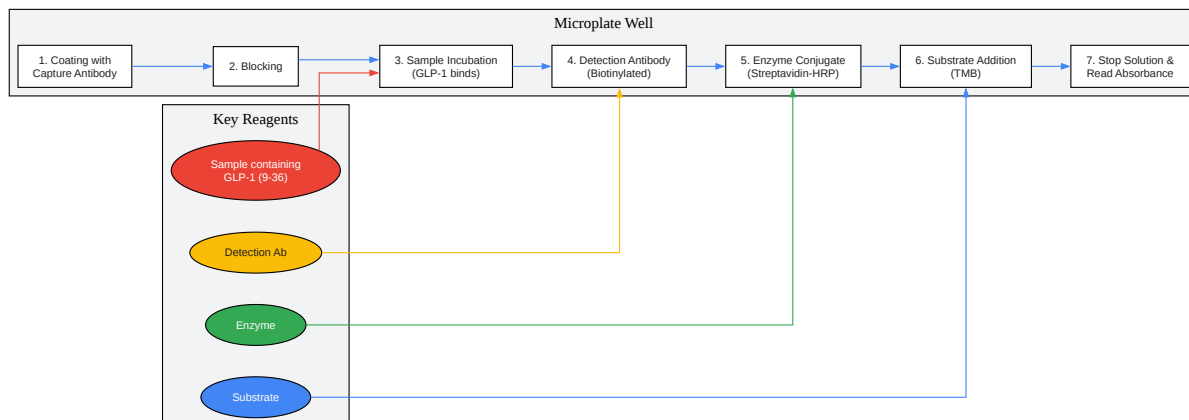 Microplate Well
1. Coating with
Capture Antibody
2. Blocking
3. Sample Incubation
(GLP-1 binds)
4. Detection Antibody
(Biotinylated)
5. Enzyme Conjugate
(Streptavidin-HRP)
6. Substrate Addition
(TMB)
7. Stop Solution &
Read Absorbance
Key Reagents
Sample containing
GLP-1 (9-36)
Detection Ab
Enzyme
Substrate